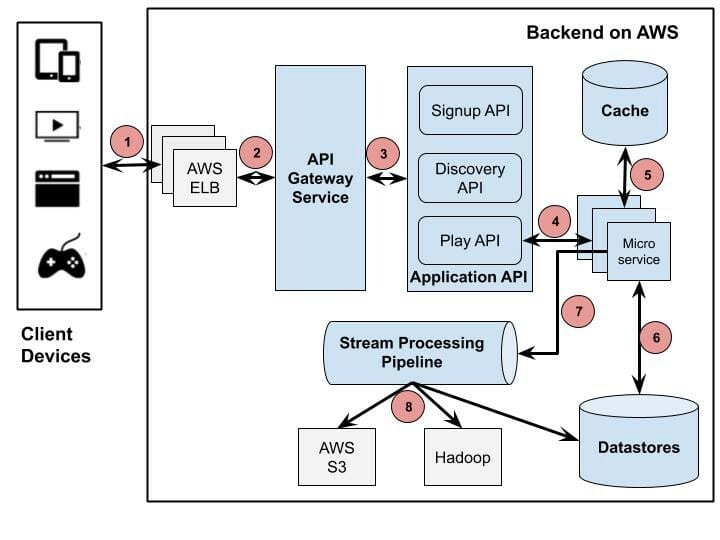 Backend on AWS
Client
Devices
1
AWS
ELB
2
API
Gateway
Service
3
Signup API
Discovery
API
Play API
Application API
4
Cache
5
Micro
service
6
7
Stream Processing
Pipeline
8
AWS
S3
Hadoop
Datastores